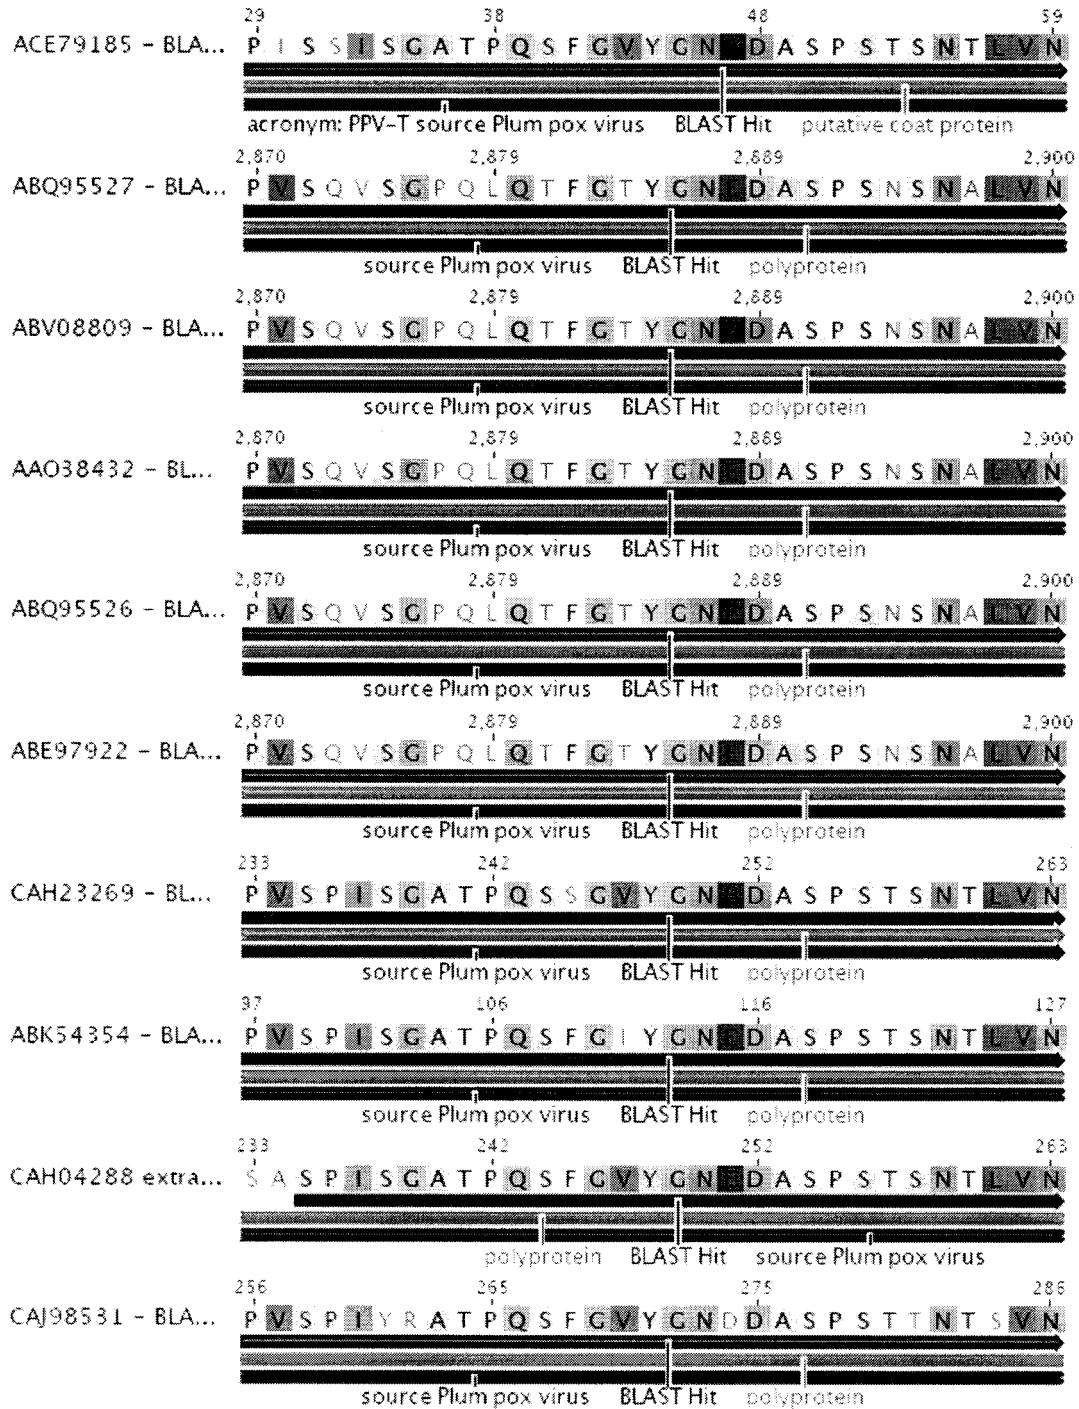 29 38 48 59
ACE79185 – BLA... P I S S I S G A T P Q S F G V Y G N D A S P S T S N T L V N
acronym: PPV-T source Plum pox virus BLAST Hit putative coat protein
2,870 2,879 2,889 2,900
ABQ95527 – BLA... P V S Q V S G P Q L Q T F G T Y G N D A S P S N S N A L V N
source Plum pox virus BLAST Hit polyprotein
2,870 2,879 2,889 2,900
ABV08809 – BLA... P V S Q V S G P Q L Q T F G T Y G N D A S P S N S N A L V N
source Plum pox virus BLAST Hit polyprotein
2,870 2,879 2,889 2,900
AAO38432 – BL... P V S Q V S G P Q L Q T F G T Y G N D A S P S N S N A L V N
source Plum pox virus BLAST Hit polyprotein
2,870 2,879 2,889 2,900
ABQ95526 – BLA... P V S Q V S G P Q L Q T F G T Y G N D A S P S N S N A L V N
source Plum pox virus BLAST Hit polyprotein
2,870 2,879 2,889 2,900
ABE97922 – BLA... P V S Q V S G P Q L Q T F G T Y G N D A S P S N S N A L V N
source Plum pox virus BLAST Hit polyprotein
233 242 252 263
CAH23269 – BL... P V S P I S G A T P Q S S G V Y G N D A S P S T S N T L V N
source Plum pox virus BLAST Hit polyprotein
97 106 116 127
ABK54354 – BLA... P V S P I S G A T P Q S F G I Y G N D A S P S T S N T L V N
source Plum pox virus BLAST Hit polyprotein
233 242 252 263
CAH04288 extra... S A S P I S G A T P Q S F G V Y G N D A S P S T S N T L V N
polyprotein BLAST Hit source Plum pox virus
256 265 275 286
CAJ98531 – BLA... P V S P I Y R A T P Q S F G V Y G N D D A S P S T T N T S V N
source Plum pox virus BLAST Hit polyprotein